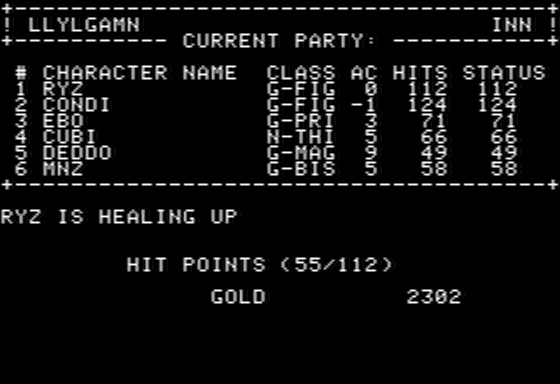 +--------------------------------------+
! LLYLGAMN                         INN !
+----------- CURRENT PARTY: -----------+
 # CHARACTER NAME  CLASS AC HITS STATUS
 1 RYZ             G-FIG  0  112  112
 2 CONDI           G-FIG -1  124  124
 3 EBO             G-PRI  3   71   71
 4 CUBI            N-THI  5   66   66
 5 DEDDO           G-MAG  9   49   49
 6 MNZ             G-BIS  5   58   58
+--------------------------------------+
RYZ IS HEALING UP
HIT POINTS (55/112)
GOLD          2302